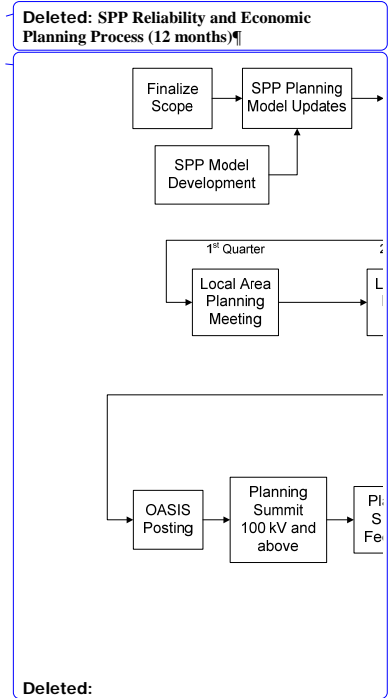 Deleted: SPP Reliability and Economic
Planning Process (12 months)¶
Finalize
Scope
SPP Planning
Model Updates
SPP Model
Development
1st Quarter
Local Area
Planning
Meeting
OASIS
Posting
Planning
Summit
100 kV and
above
Deleted: